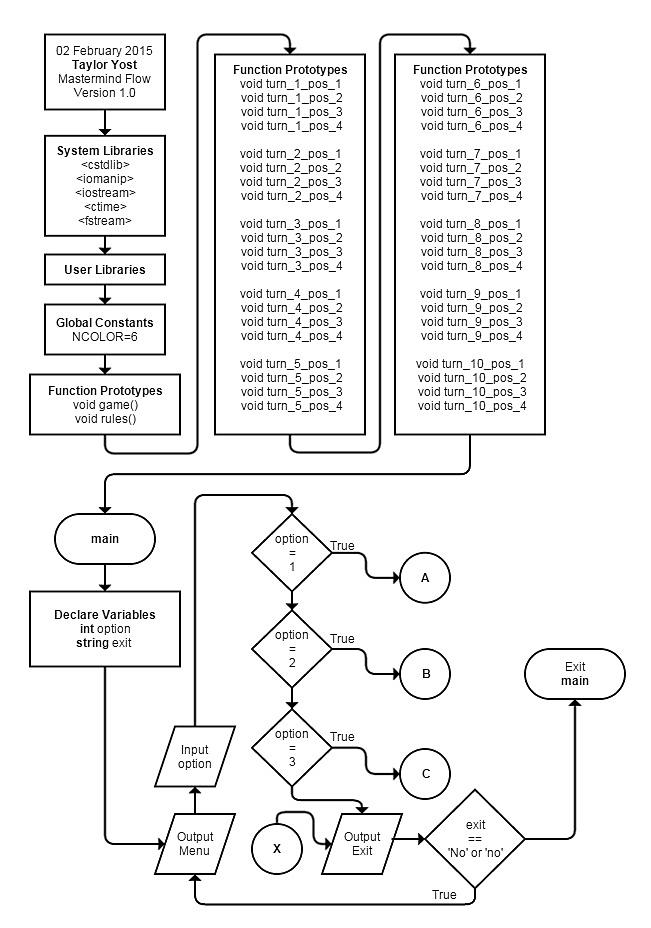 02 February 2015
Taylor Yost
Mastermind Flow
Version 1.0
System Libraries
<cstdlib>
<iomanip>
<iostream>
<ctime>
<fstream>
User Libraries
Global Constants
NCOLOR=6
Function Prototypes
void game()
void rules()
Function Prototypes
void turn_1_pos_1
void turn_1_pos_2
void turn_1_pos_3
void turn_1_pos_4
void turn_2_pos_1
void turn_2_pos_2
void turn_2_pos_3
void turn_2_pos_4
void turn_3_pos_1
void turn_3_pos_2
void turn_3_pos_3
void turn_3_pos_4
void turn_4_pos_1
void turn_4_pos_2
void turn_4_pos_3
void turn_4_pos_4
void turn_5_pos_1
void turn_5_pos_2
void turn_5_pos_3
void turn_5_pos_4
Function Prototypes
void turn_6_pos_1
void turn_6_pos_2
void turn_6_pos_3
void turn_6_pos_4
void turn_7_pos_1
void turn_7_pos_2
void turn_7_pos_3
void turn_7_pos_4
void turn_8_pos_1
void turn_8_pos_2
void turn_8_pos_3
void turn_8_pos_4
void turn_9_pos_1
void turn_9_pos_2
void turn_9_pos_3
void turn_9_pos_4
void turn_10_pos_1
void turn_10_pos_2
void turn_10_pos_3
void turn_10_pos_4
main
Declare Variables
int option
string exit
Output
Menu
Input
option
option
=
1
True
A
option
=
2
True
B
option
=
3
True
C
X
Output
Exit
exit
==
'No' or 'no'
True
Exit
main